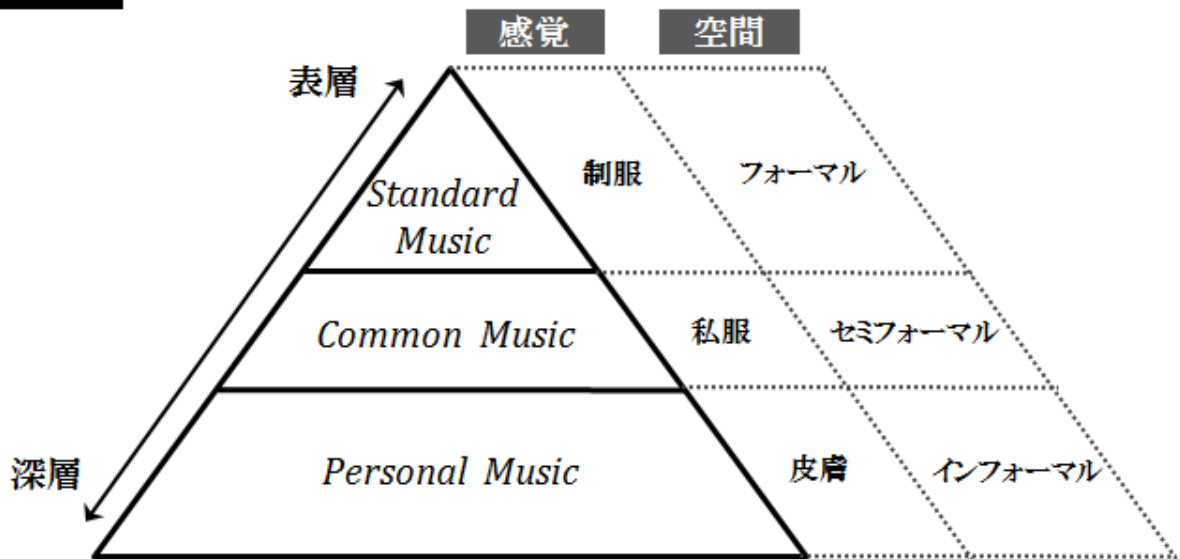 感覚 空間
表層
Standard
Music
制服 フォーマル
Common Music
私服 セミフォーマル
深層
Personal Music
皮膚 インフォーマル